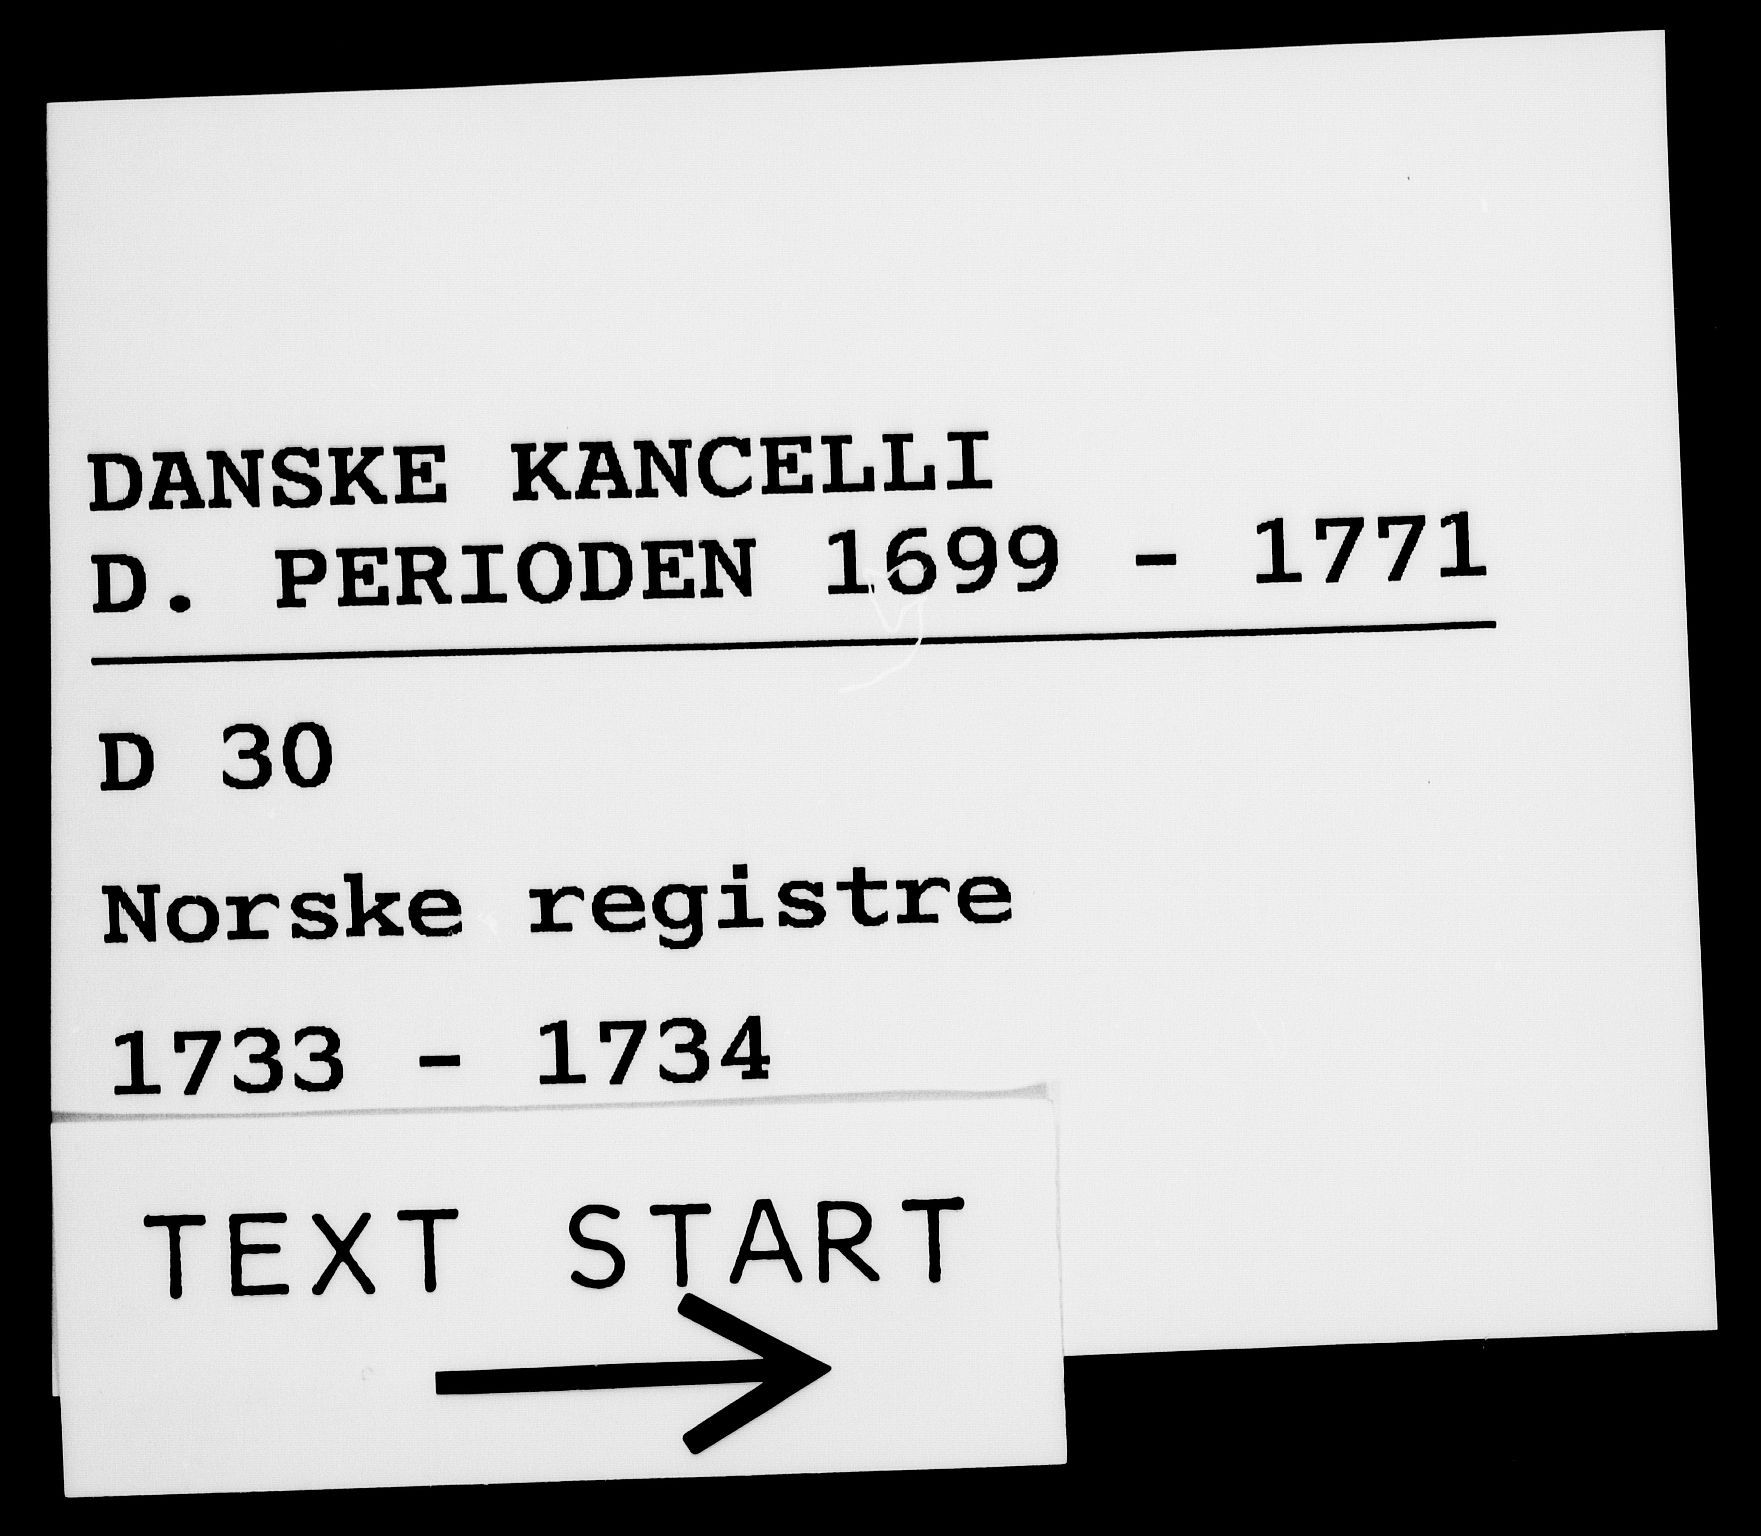 DANSKE KANCELLI
D. PERIODEN 1699 - 1771
D 30
Norske registre
1733 - 1734
TEXT START